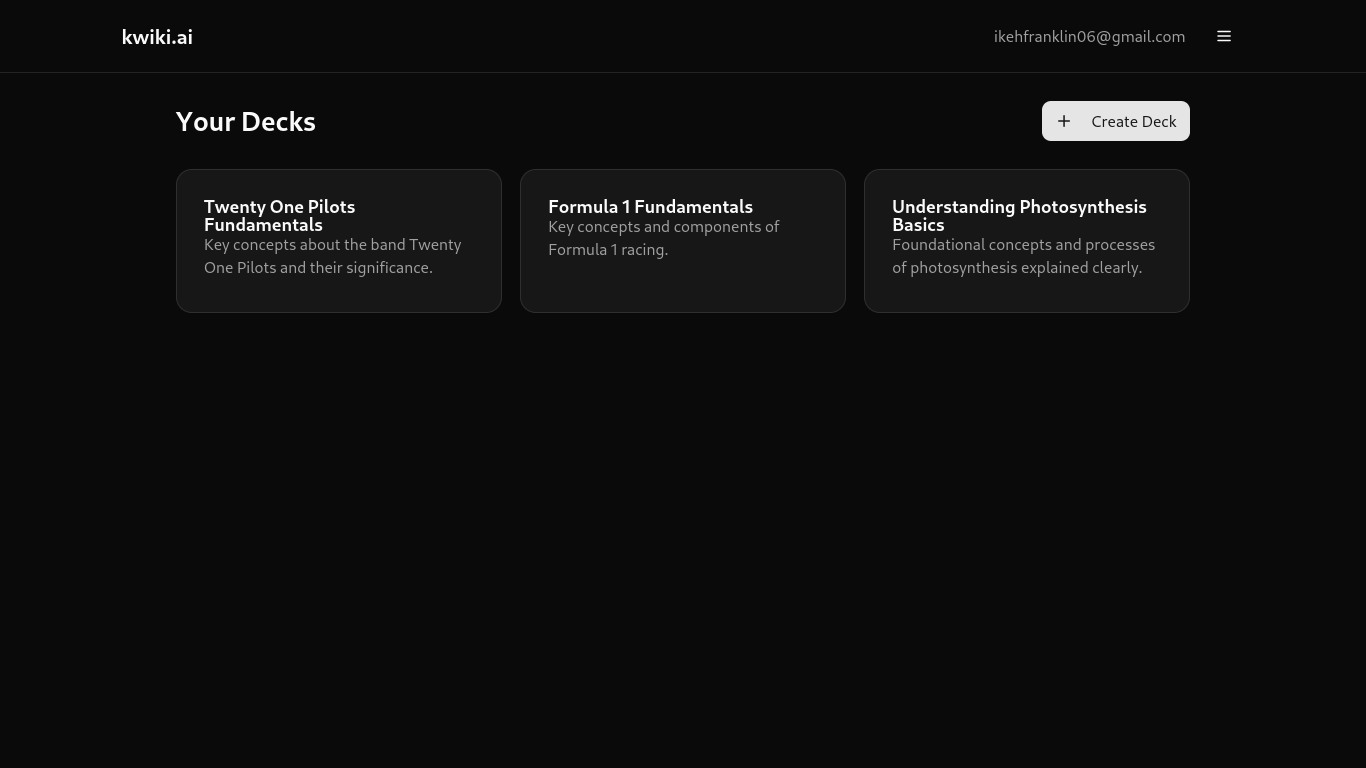 kwiki.ai
ikehfranklin06@gmail.com
Your Decks
Create Deck
Twenty One Pilots
Fundamentals
Key concepts about the band Twenty
One Pilots and their significance.
Formula 1 Fundamentals
Key concepts and components of
Formula 1 racing.
Understanding Photosynthesis
Basics
Foundational concepts and processes
of photosynthesis explained clearly.